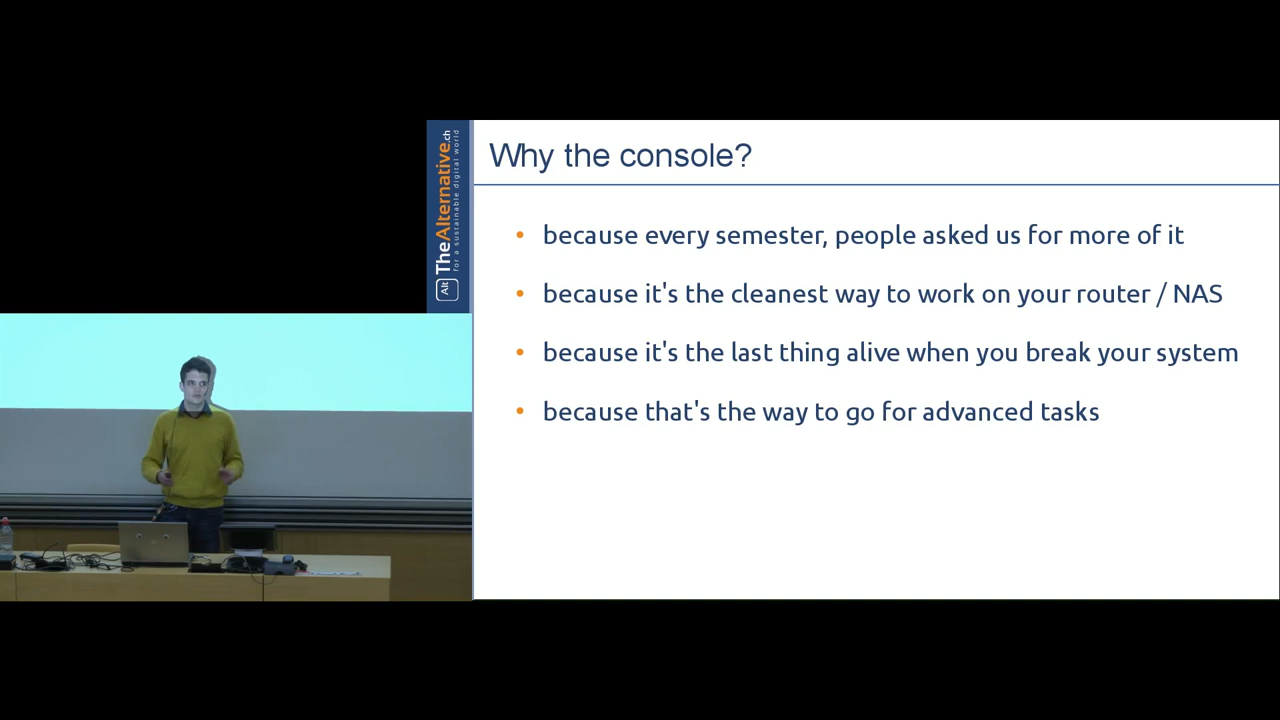 Alt TheAlternative.ch
for a sustainable digital world
Why the console?
• because every semester, people asked us for more of it
• because it's the cleanest way to work on your router / NAS
• because it's the last thing alive when you break your system
• because that's the way to go for advanced tasks